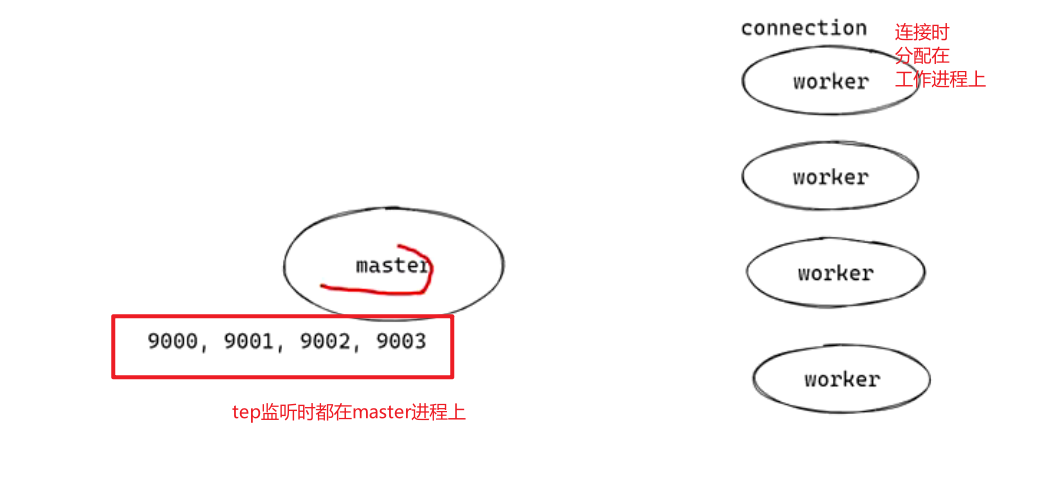 connection
连接时
分配在
工作进程上
worker
worker
master
worker
9000, 9001, 9002, 9003
worker
tep监听时都在master进程上